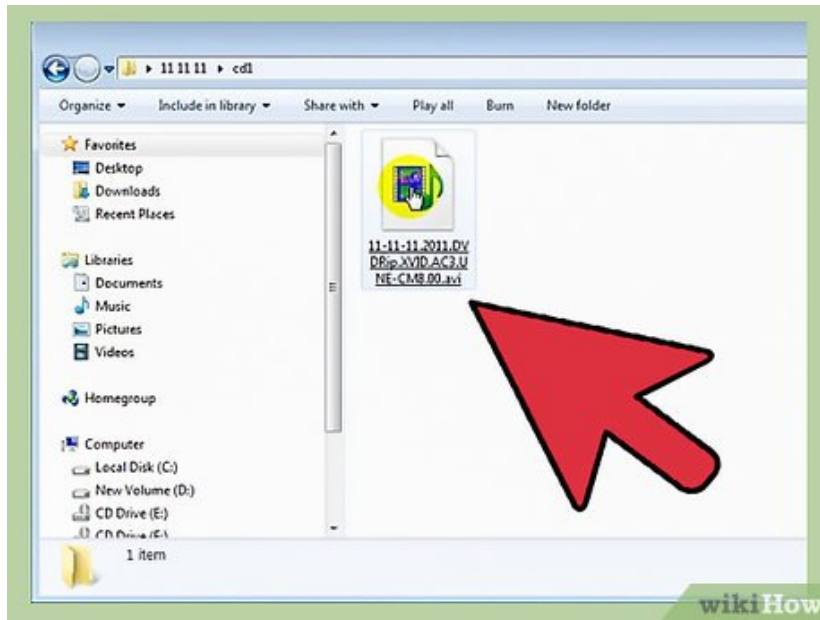 11 11 11 ▸ cd1
Organize Include in library Share with Play all Burn New folder
Favorites
Desktop
Downloads
Recent Places
Libraries
Documents
Music
Pictures
Videos
Homegroup
Computer
Local Disk (C:)
New Volume (D:)
CD Drive (E:)
CD Drive (F:)
11-11-11.2011.DV
DRip.XVID.AC3.U
NE-CM8.00.avi
1 item
wikiHow